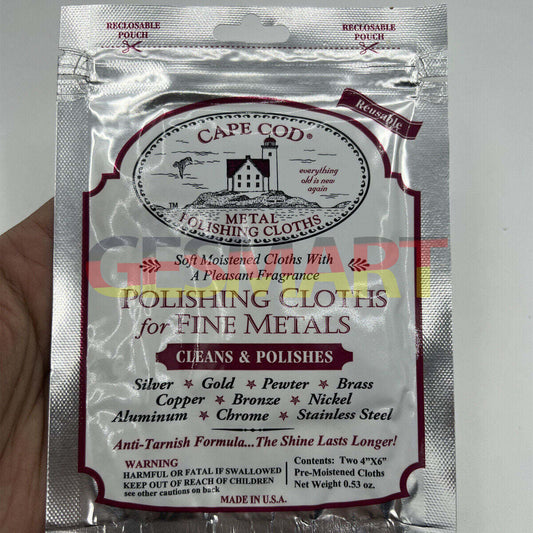 RECLOSABLE
POUCH
RECLOSABLE
POUCH
Reusable
CAPE COD®
everything
old is new
again
TM
METAL
POLISHING CLOTHS
GESMART
Soft Moistened Cloths With
A Pleasant Fragrance
POLISHING CLOTHS
for FINE METALS
CLEANS & POLISHES
Silver ★ Gold ★ Pewter ★ Brass
Copper ★ Bronze ★ Nickel
Aluminum ★ Chrome ★ Stainless Steel
Anti-Tarnish Formula...The Shine Lasts Longer!
WARNING
HARMFUL OR FATAL IF SWALLOWED
KEEP OUT OF REACH OF CHILDREN
see other cautions on back
Contents: Two 4"X6"
Pre-Moistened Cloths
Net Weight 0.53 oz.
MADE IN U.S.A.